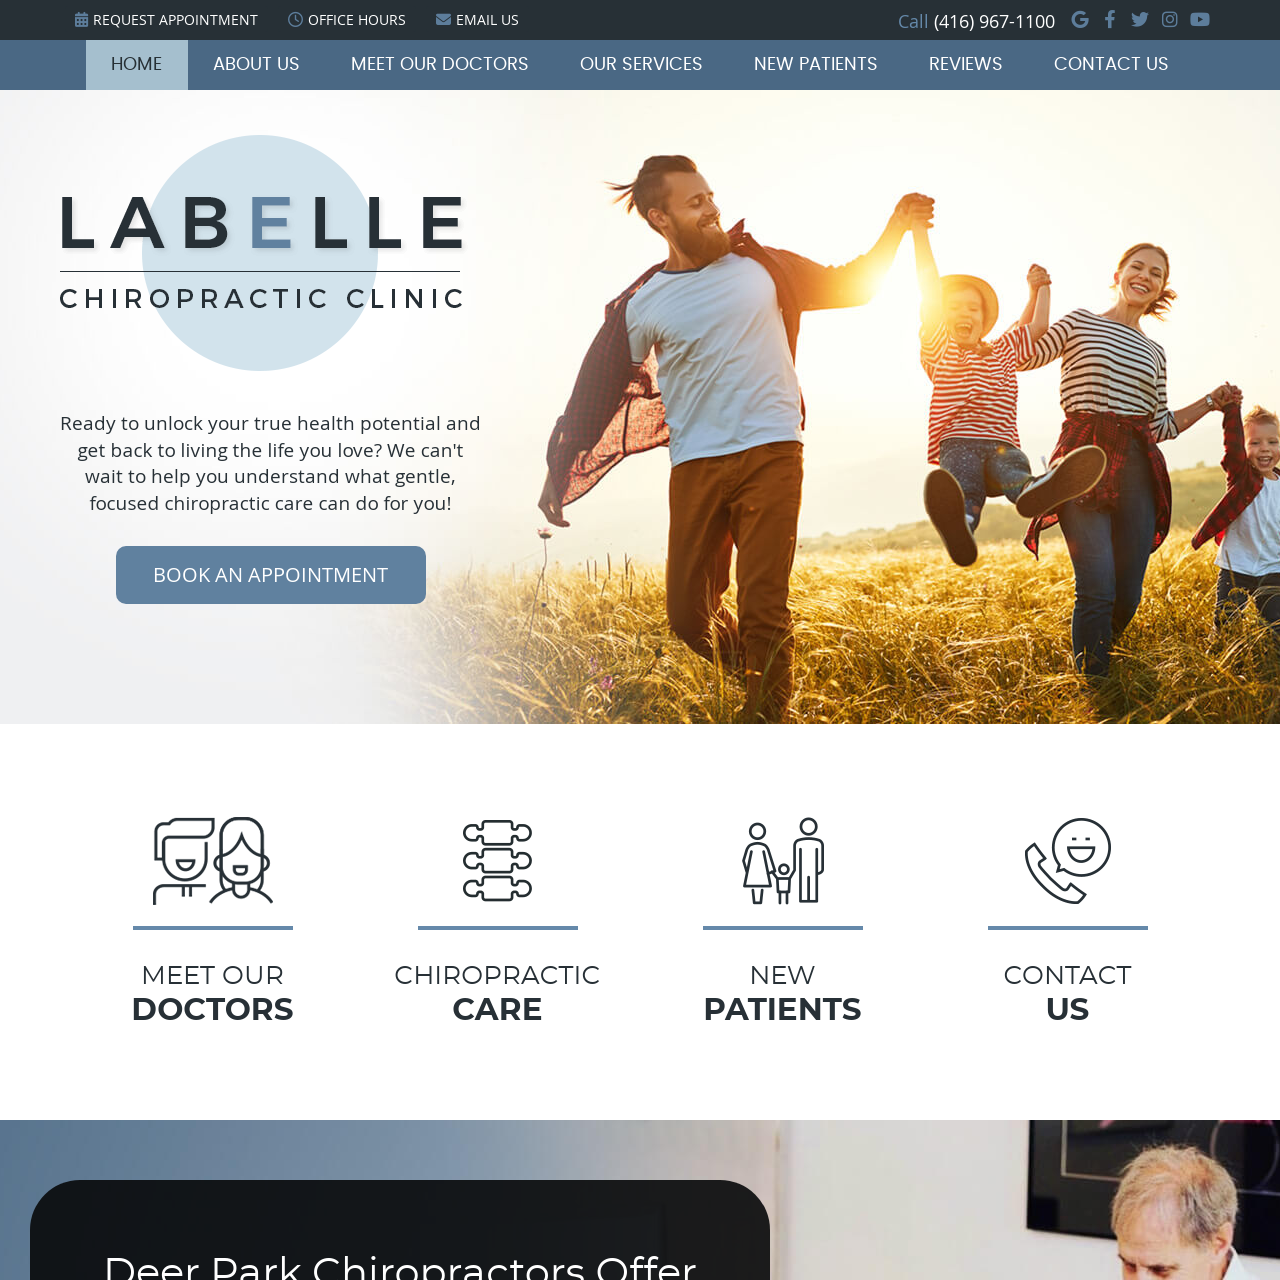 REQUEST APPOINTMENT OFFICE HOURS EMAIL US Call (416) 967-1100
HOME ABOUT US MEET OUR DOCTORS OUR SERVICES NEW PATIENTS REVIEWS CONTACT US
LABELLE
CHIROPRACTIC CLINIC
Ready to unlock your true health potential and
get back to living the life you love? We can't
wait to help you understand what gentle,
focused chiropractic care can do for you!
BOOK AN APPOINTMENT
MEET OUR
DOCTORS
CHIROPRACTIC
CARE
NEW
PATIENTS
CONTACT
US
Deer Park Chiropractors Offer